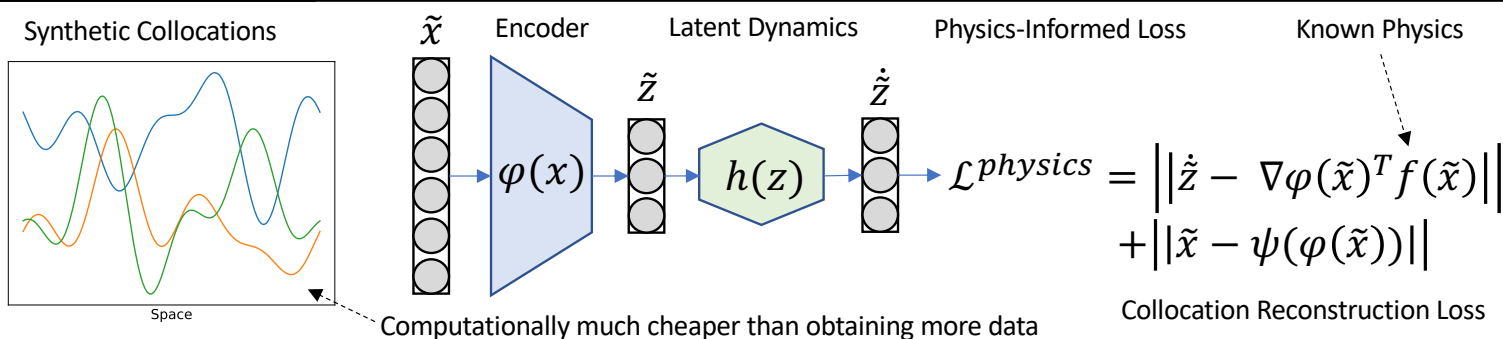 Synthetic Collocations
x̃
Encoder
Latent Dynamics
Physics-Informed Loss
Known Physics
z̃
ż̃
φ(x)
h(z)
ℒ^{physics} = ||ż̃ − ∇φ(x̃)^T f(x̃)||
+||x̃ − ψ(φ(x̃))||
Space
Collocation Reconstruction Loss
Computationally much cheaper than obtaining more data